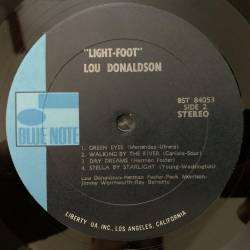 "LIGHT-FOOT"
LOU DONALDSON
BST 84053
SIDE 2
STEREO
BLUE NOTE
1. GREEN EYES (Menendez-Utrera)
2. WALKING BY THE RIVER (Carlisle-Sour)
3. DAY DREAMS (Herman Foster)
4. STELLA BY STARLIGHT (Young-Washington)
Lou Donaldson-Herman Foster-Peck Morrison-
Jimmy Wormworth-Ray Barretto
LIBERTY UA, INC. LOS ANGELES, CALIFORNIA